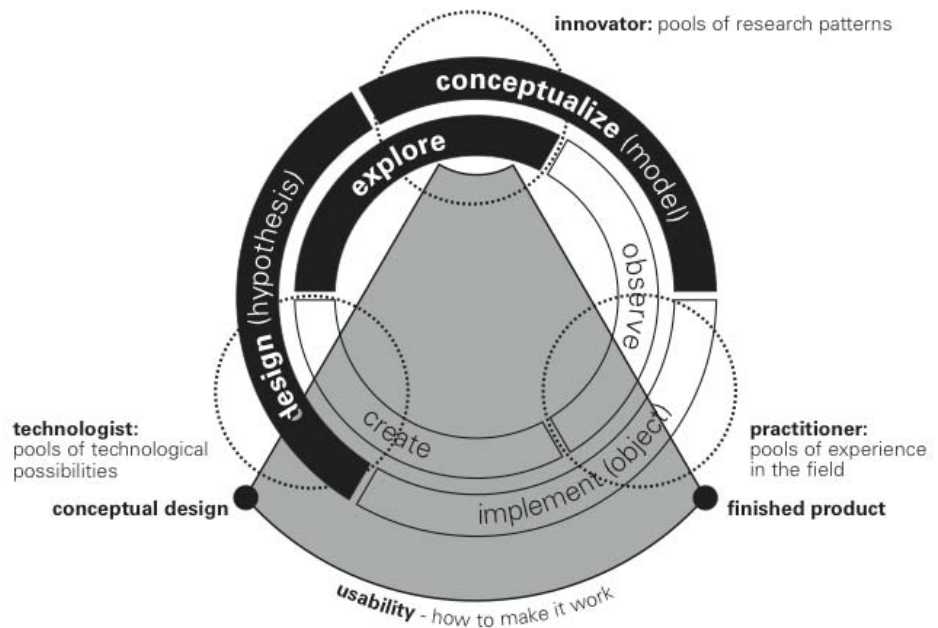 innovator: pools of research patterns
conceptualize (model)
explore
design (hypothesis)
observe
create
implement (object)
technologist:
pools of technological
possibilities
practitioner:
pools of experience
in the field
conceptual design
finished product
usability - how to make it work